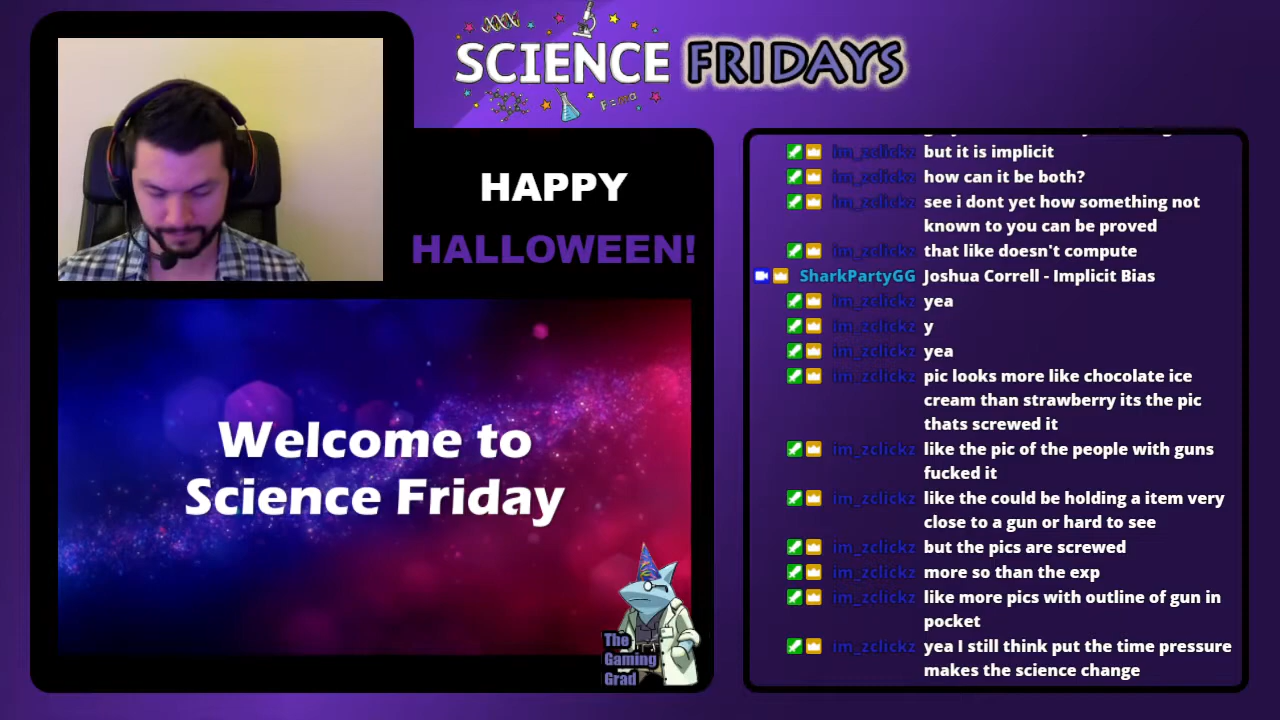 SCIENCE FRIDAYS
HAPPY
HALLOWEEN!
Welcome to
Science Friday
The
Gaming
Grad
im_zclickz but it is implicit
im_zclickz how can it be both?
im_zclickz see i dont yet how something not
known to you can be proved
im_zclickz that like doesn't compute
SharkPartyGG Joshua Correll - Implicit Bias
im_zclickz yea
im_zclickz y
im_zclickz yea
im_zclickz pic looks more like chocolate ice
cream than strawberry its the pic
thats screwed it
im_zclickz like the pic of the people with guns
fucked it
im_zclickz like the could be holding a item very
close to a gun or hard to see
im_zclickz but the pics are screwed
im_zclickz more so than the exp
im_zclickz like more pics with outline of gun in
pocket
im_zclickz yea I still think put the time pressure
makes the science change